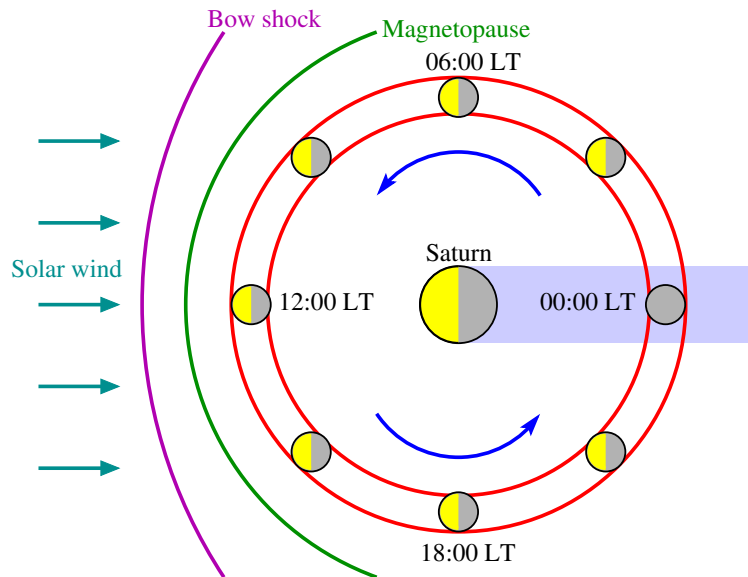 Bow shock
Magnetopause
06:00 LT
Saturn
Solar wind
12:00 LT
00:00 LT
18:00 LT